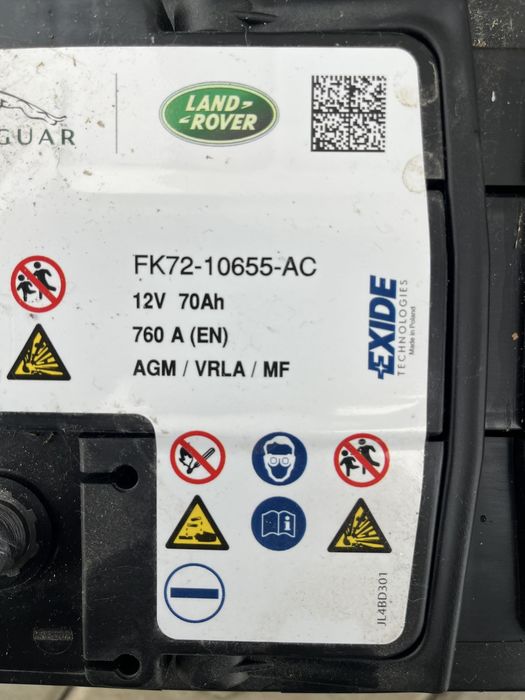 GUAR
LAND-
-ROVER
FK72-10655-AC
12V 70Ah
760 A (EN)
AGM / VRLA / MF
EXIDE
TECHNOLOGIES
Made in Poland
JL4BD301